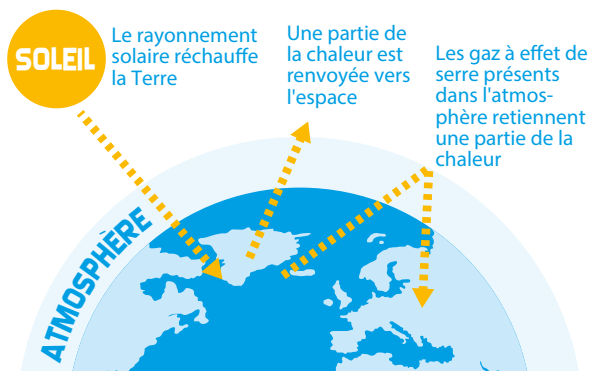 SOLEIL
Le rayonnement
solaire réchauffe
la Terre
Une partie de
la chaleur est
renvoyée vers
l'espace
Les gaz à effet de
serre présents
dans l'atmos-
phère retiennent
une partie de la
chaleur
ATMOSPHÈRE